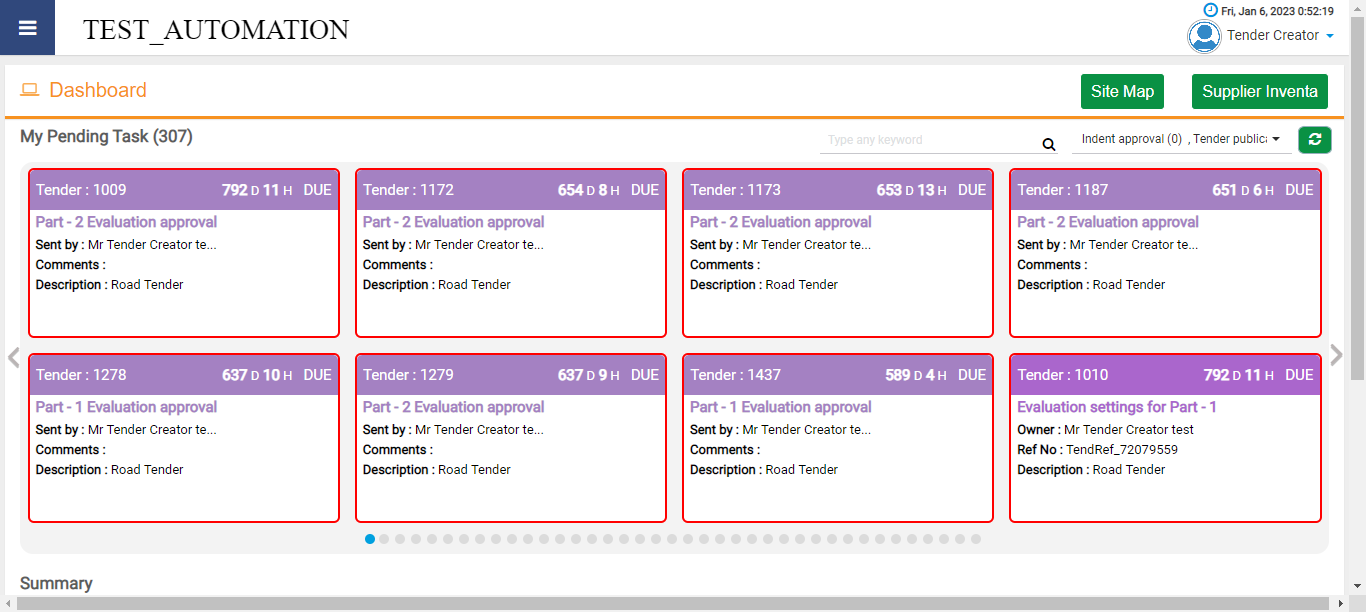 TEST_AUTOMATION
Fri, Jan 6, 2023 0:52:19
Tender Creator
Dashboard
Site Map
Supplier Inventa
My Pending Task (307)
Type any keyword
Indent approval (0) , Tender public
Tender : 1009 792 D 11 H DUE
Part - 2 Evaluation approval
Sent by : Mr Tender Creator te...
Comments :
Description : Road Tender
Tender : 1172 654 D 8 H DUE
Part - 2 Evaluation approval
Sent by : Mr Tender Creator te...
Comments :
Description : Road Tender
Tender : 1173 653 D 13 H DUE
Part - 2 Evaluation approval
Sent by : Mr Tender Creator te...
Comments :
Description : Road Tender
Tender : 1187 651 D 6 H DUE
Part - 2 Evaluation approval
Sent by : Mr Tender Creator te...
Comments :
Description : Road Tender
Tender : 1278 637 D 10 H DUE
Part - 1 Evaluation approval
Sent by : Mr Tender Creator te...
Comments :
Description : Road Tender
Tender : 1279 637 D 9 H DUE
Part - 2 Evaluation approval
Sent by : Mr Tender Creator te...
Comments :
Description : Road Tender
Tender : 1437 589 D 4 H DUE
Part - 1 Evaluation approval
Sent by : Mr Tender Creator te...
Comments :
Description : Road Tender
Tender : 1010 792 D 11 H DUE
Evaluation settings for Part - 1
Owner : Mr Tender Creator test
Ref No : TendRef_72079559
Description : Road Tender
Summary